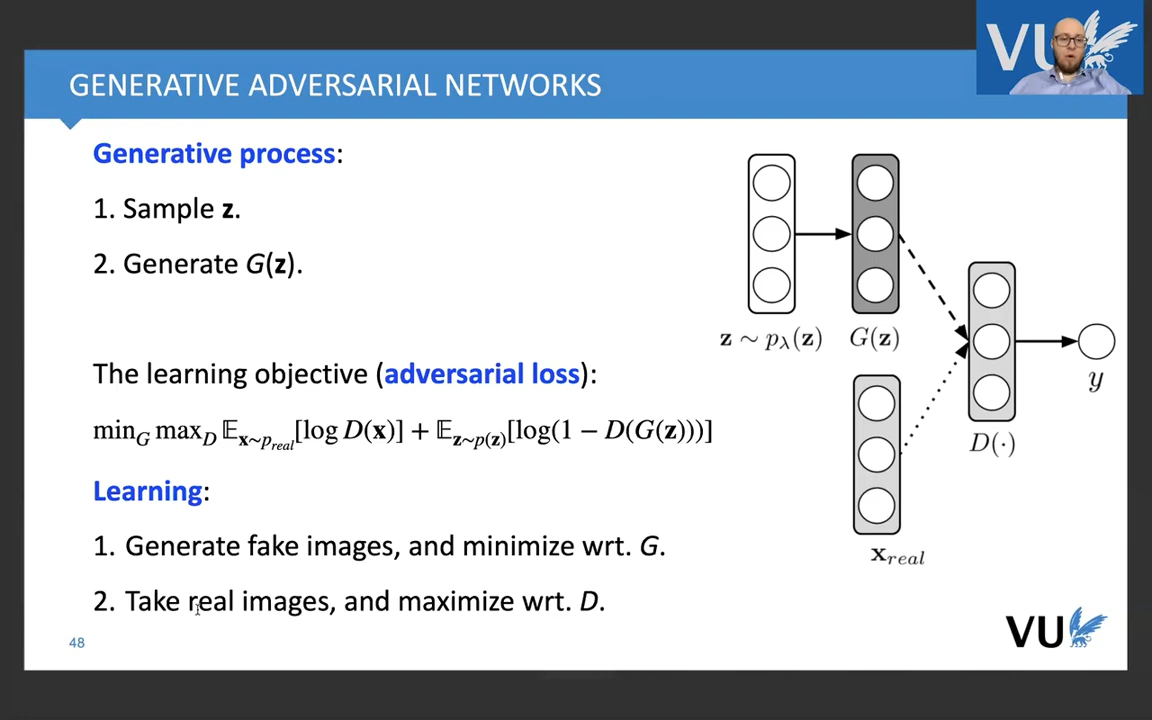 VU
GENERATIVE ADVERSARIAL NETWORKS
Generative process:
1. Sample z.
2. Generate G(z).
z ∼ pλ(z)
G(z)
y
The learning objective (adversarial loss):
min_G max_D 𝔼_{x∼p_real}[log D(x)] + 𝔼_{z∼p(z)}[log(1 − D(G(z)))]
D(·)
Learning:
1. Generate fake images, and minimize wrt. G.
x_real
2. Take real images, and maximize wrt. D.
48
VU